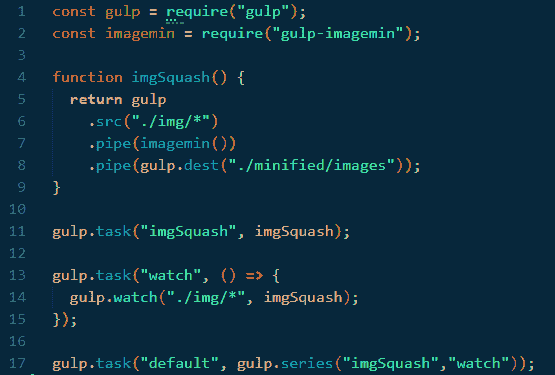 1 const gulp = require("gulp");
2 const imagemin = require("gulp-imagemin");
3
4 function imgSquash() {
5   return gulp
6     .src("./img/*")
7     .pipe(imagemin())
8     .pipe(gulp.dest("./minified/images"));
9 }
10
11 gulp.task("imgSquash", imgSquash);
12
13 gulp.task("watch", () => {
14   gulp.watch("./img/*", imgSquash);
15 });
16
17 gulp.task("default", gulp.series("imgSquash","watch"));